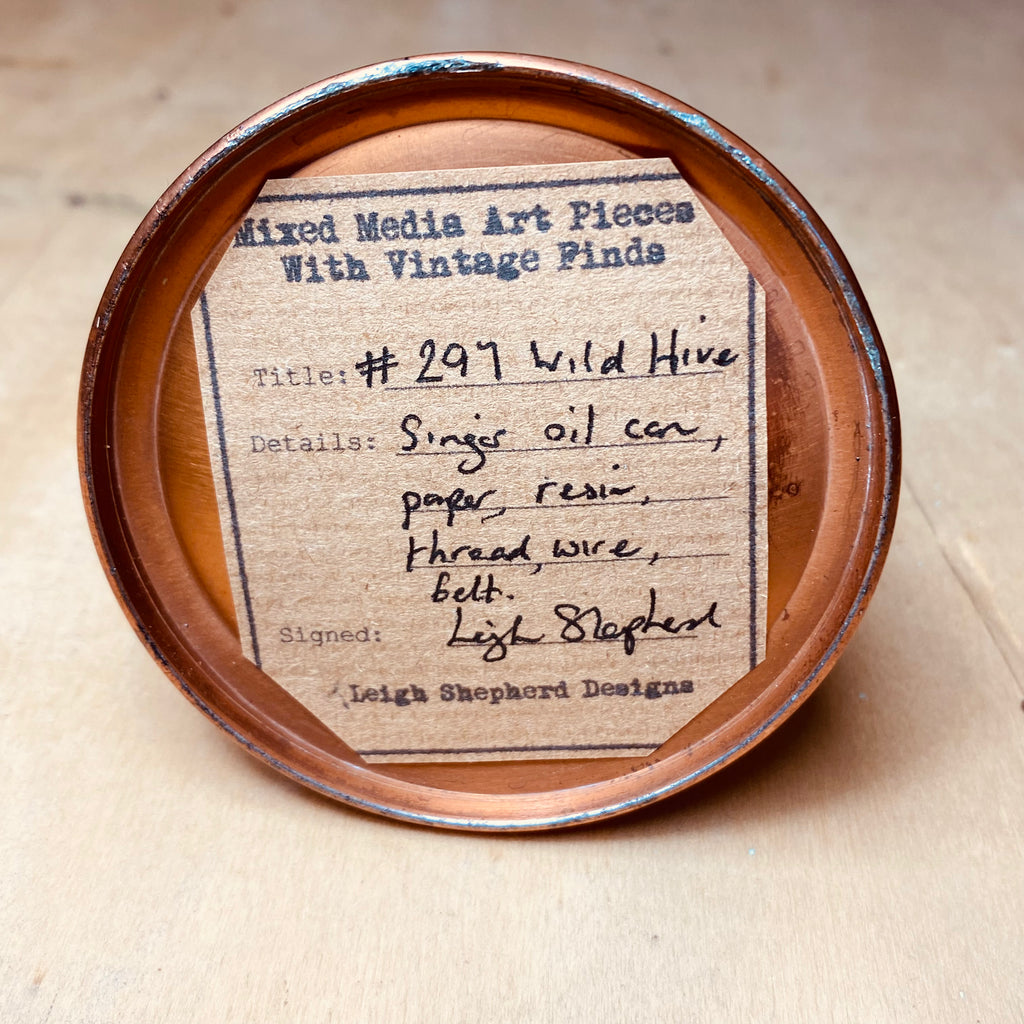 Mixed Media Art Pieces
With Vintage Finds
Title: # 297 Wild Hive
Details: Singer oil can,
paper, resin,
thread, wire,
belt.
Signed: Leigh Shepherd
Leigh Shepherd Designs